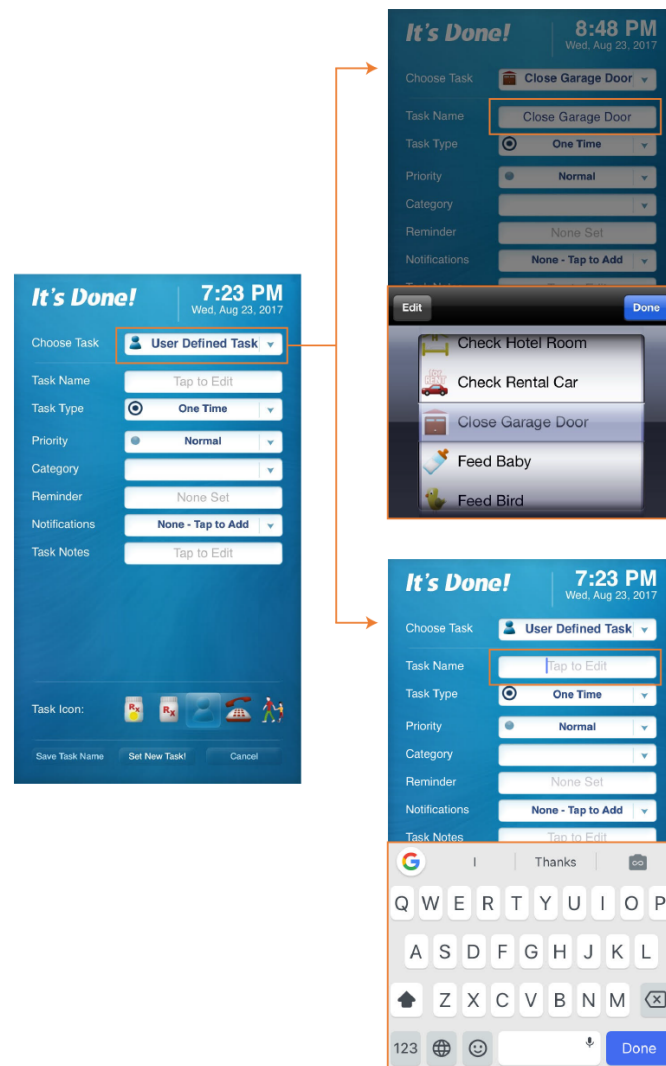 It's Done!
7:23 PM
Wed, Aug 23, 2017
Choose Task User Defined Task
Task Name Tap to Edit
Task Type One Time
Priority Normal
Category
Reminder None Set
Notifications None - Tap to Add
Task Notes Tap to Edit
Task Icon:
Rx Rx
Save Task Name Set New Task! Cancel
It's Done!
8:48 PM
Wed, Aug 23, 2017
Choose Task Close Garage Door
Task Name Close Garage Door
Task Type One Time
Priority Normal
Category
Reminder None Set
Notifications None - Tap to Add
Edit Done
Check Hotel Room
Check Rental Car
Close Garage Door
Feed Baby
Feed Bird
It's Done!
7:23 PM
Wed, Aug 23, 2017
Choose Task User Defined Task
Task Name Tap to Edit
Task Type One Time
Priority Normal
Category
Reminder None Set
Notifications None - Tap to Add
Task Notes Tap to Edit
G I Thanks
Q W E R T Y U I O P
A S D F G H J K L
Z X C V B N M
123 Done